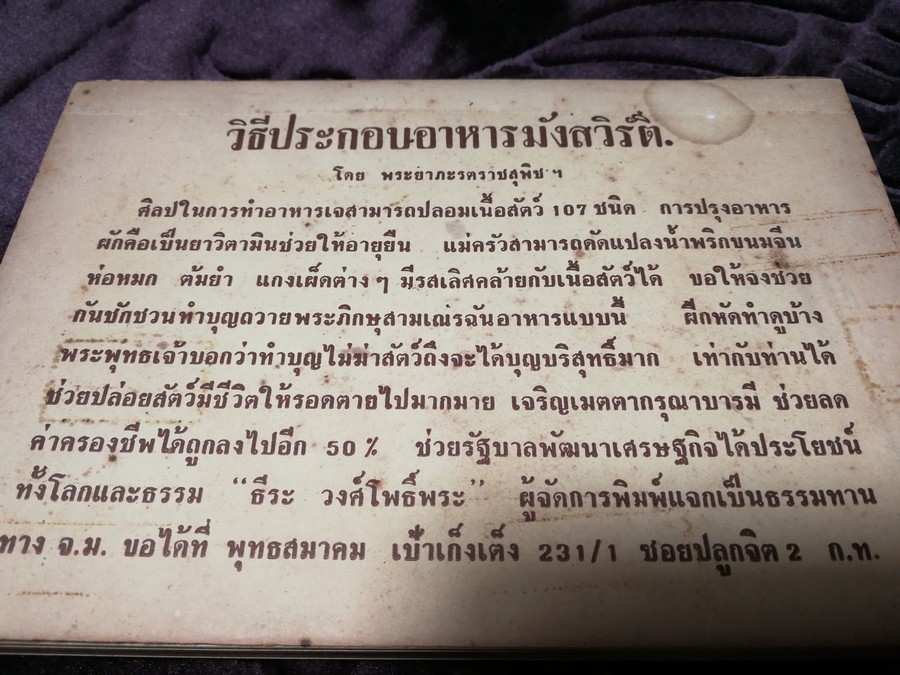 วิธีประกอบอาหารมังสวิรัติ.
โดย พระยาภะรตราชสุพิช ฯ
ศิลปในการทำอาหารเจสามารถปลอมเนื้อสัตว์ 107 ชนิด การปรุงอาหาร
ผักคือเป็นยาวิตามินช่วยให้อายุยืน แม่ครัวสามารถดัดแปลงน้ำพริกขนมจีน
ห่อหมก ต้มยำ แกงเผ็ดต่าง ๆ มีรสเลิศคล้ายกับเนื้อสัตว์ได้ ขอให้จงช่วย
กันชักชวนทำบุญถวายพระภิกษุสามเณรฉันอาหารแบบนี้ ฝึกหัดทำดูบ้าง
พระพุทธเจ้าบอกว่าทำบุญไม่ฆ่าสัตว์ถึงจะได้บุญบริสุทธิ์มาก เท่ากับท่านได้
ช่วยปล่อยสัตว์มีชีวิตให้รอดตายไปมากมาย เจริญเมตตากรุณาบารมี ช่วยลด
ค่าครองชีพได้ถูกลงไปอีก 50 % ช่วยรัฐบาลพัฒนาเศรษฐกิจได้ประโยชน์
ทั้งโลกและธรรม “ธีระ วงศ์โพธิ์พระ” ผู้จัดการพิมพ์แจกเป็นธรรมทาน
ทาง จ.ม. ขอได้ที่ พุทธสมาคม เป้าเก็งเต็ง 231/1 ซอยปลูกจิต 2 ก.ท.